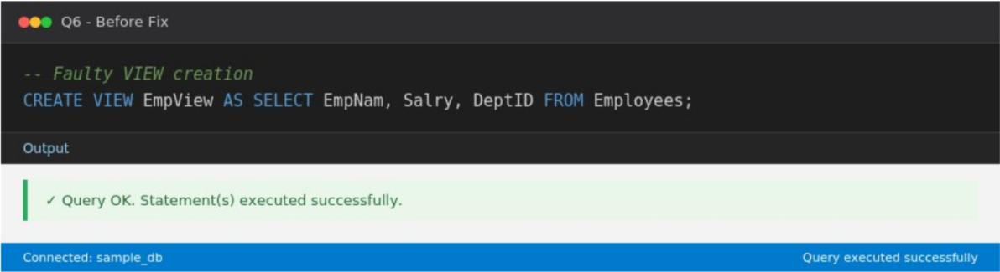 Q6 - Before Fix
-- Faulty VIEW creation
CREATE VIEW EmpView AS SELECT EmpNam, Salry, DeptID FROM Employees;
Output
✓ Query OK. Statement(s) executed successfully.
Connected: sample_db
Query executed successfully